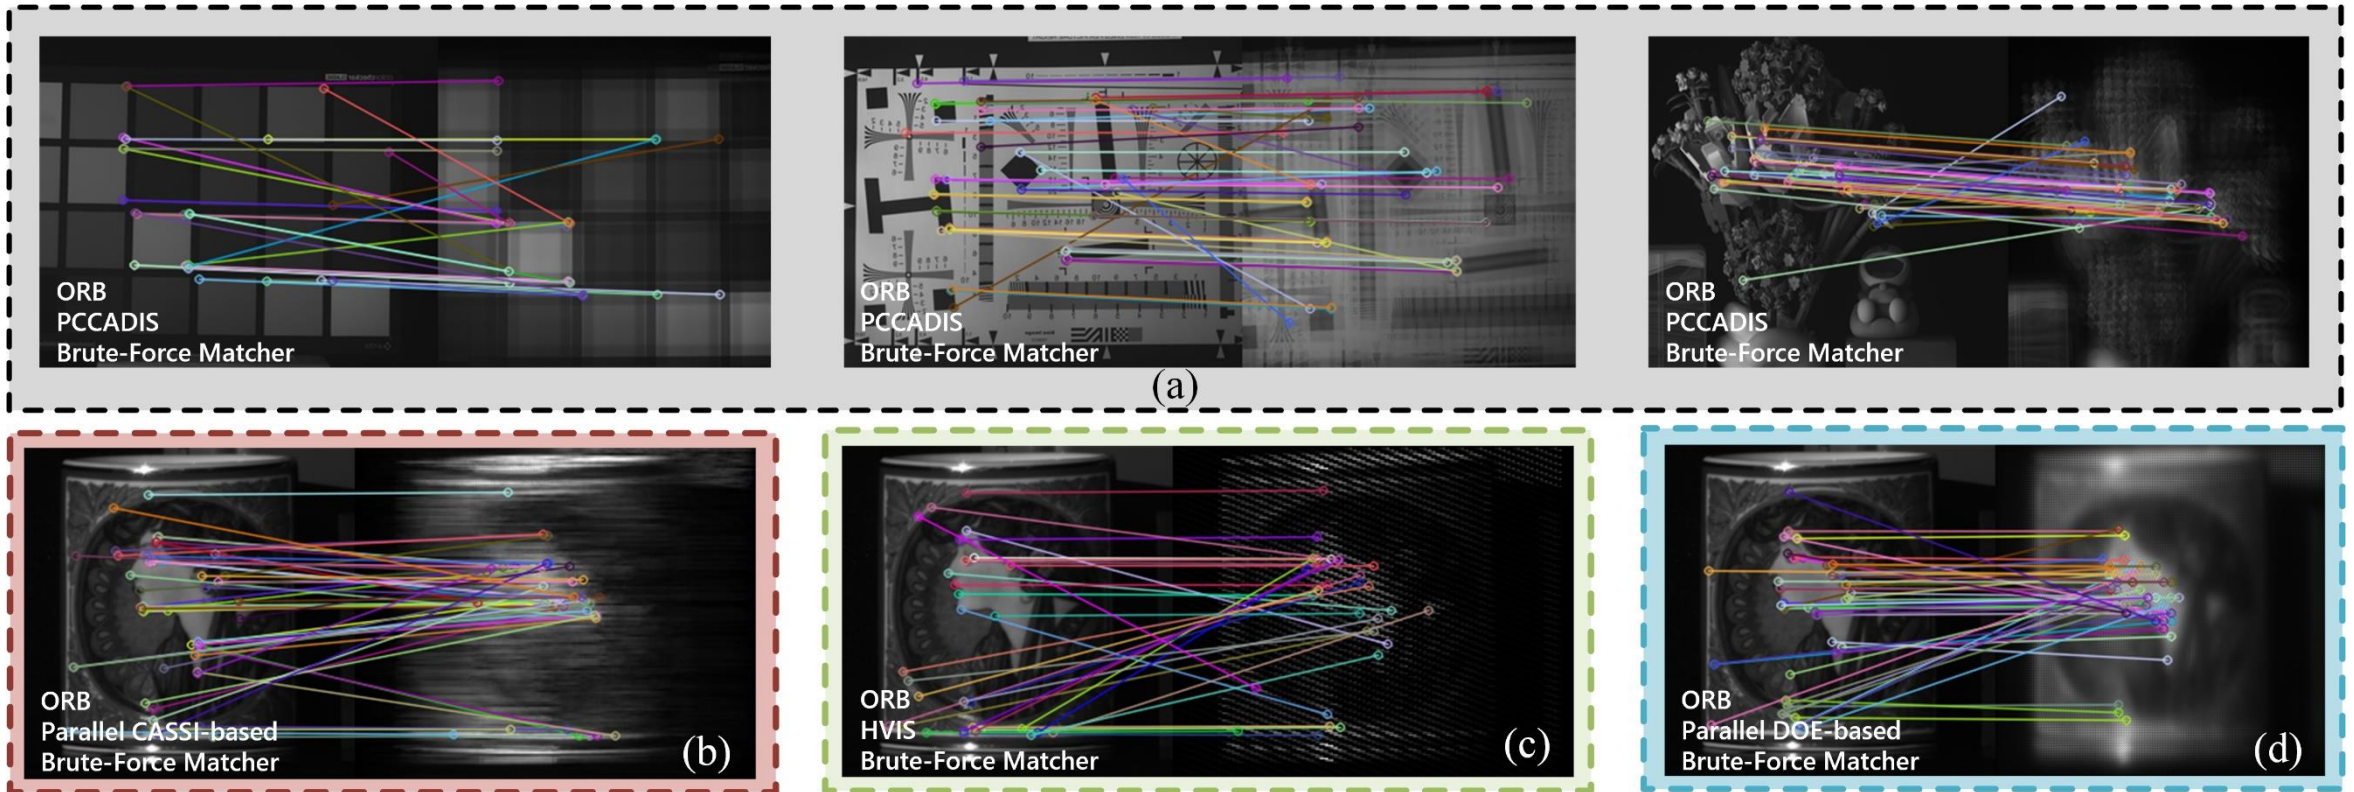 ORB
PCCADIS
Brute-Force Matcher
ORB
PCCADIS
Brute-Force Matcher
ORB
PCCADIS
Brute-Force Matcher
(a)
ORB
Parallel CASSI-based
Brute-Force Matcher
(b)
ORB
HVIS
Brute-Force Matcher
(c)
ORB
Parallel DOE-based
Brute-Force Matcher
(d)